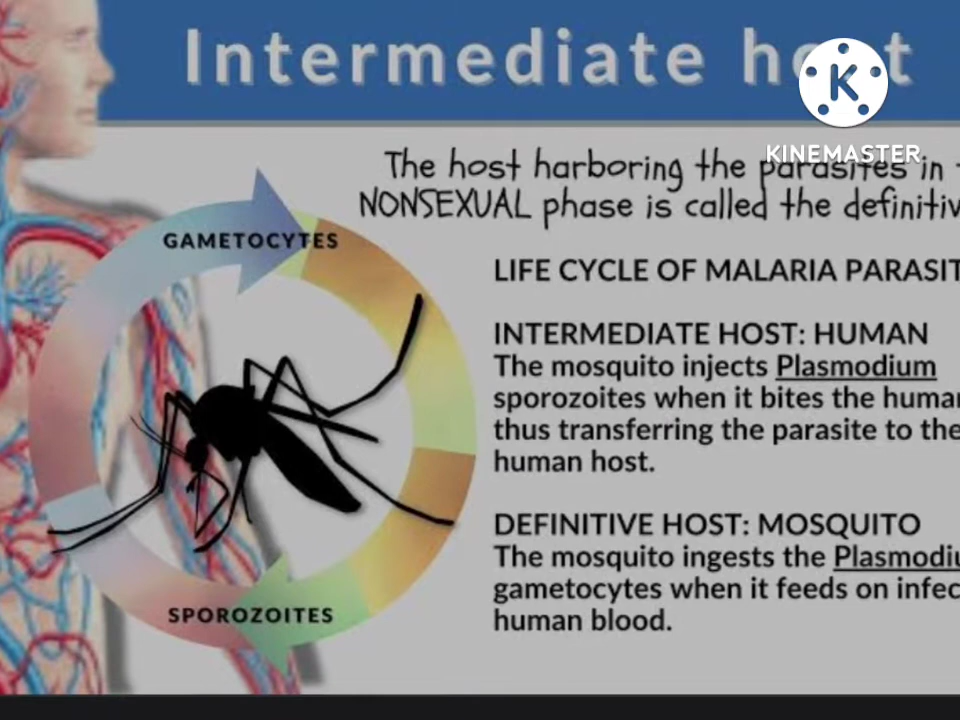 Intermediate host
K
KINEMASTER
The host harboring the parasites in
NONSEXUAL phase is called the definitiv
GAMETOCYTES
LIFE CYCLE OF MALARIA PARASIT
INTERMEDIATE HOST: HUMAN
The mosquito injects Plasmodium
sporozoites when it bites the human
thus transferring the parasite to the
human host.
DEFINITIVE HOST: MOSQUITO
The mosquito ingests the Plasmodiu
gametocytes when it feeds on infec
human blood.
SPOROZOITES